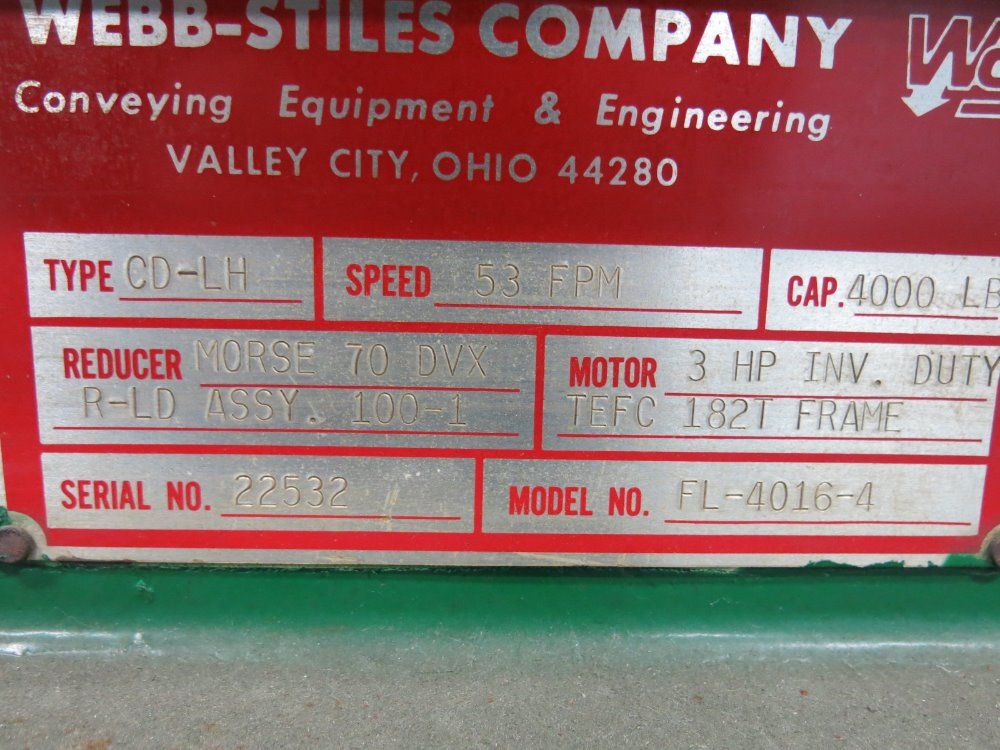 WEBB-STILES COMPANY
Conveying Equipment & Engineering
VALLEY CITY, OHIO 44280
TYPE CD-LH SPEED 53 FPM CAP. 4000 LB
REDUCER MORSE 70 DVX
R-LD ASSY. 100-1
MOTOR 3 HP INV. DUTY
TEFC 182T FRAME
SERIAL NO. 22532 MODEL NO. FL-4016-4